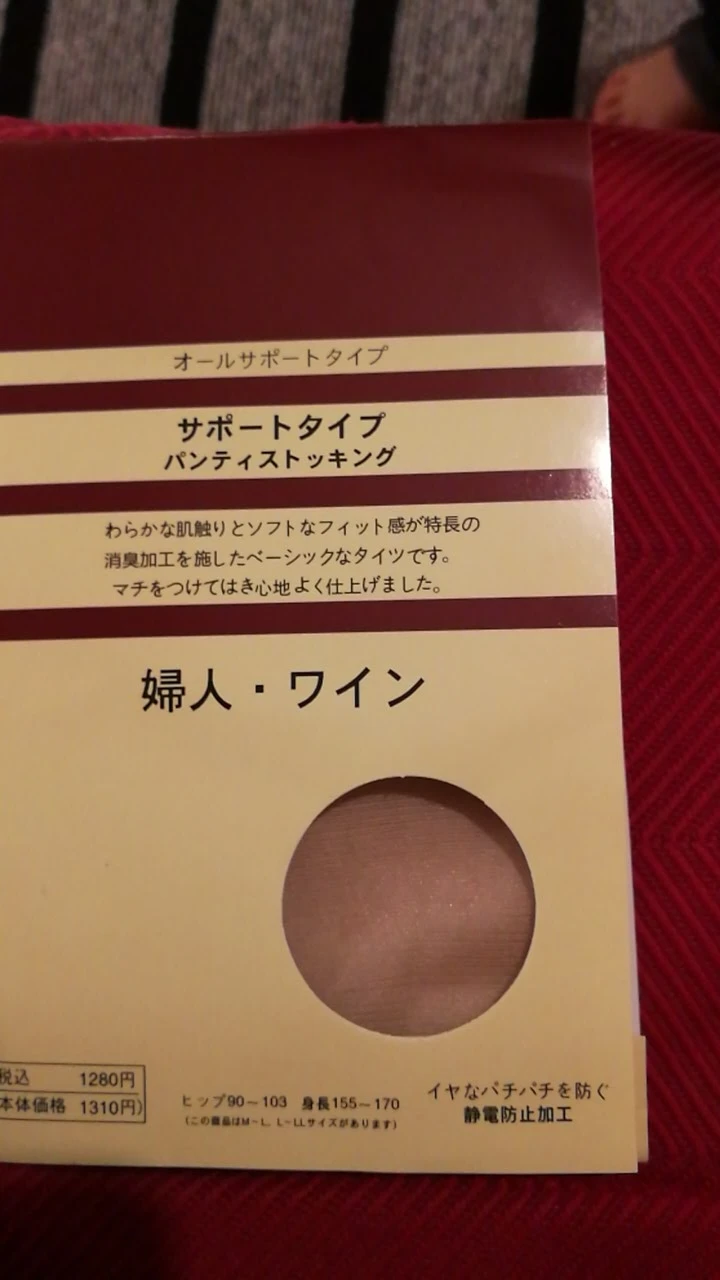 オールサポートタイプ
サポートタイプ
パンティストッキング
わらかな肌触りとソフトなフィット感が特長の
消臭加工を施したベーシックなタイツです。
マチをつけてはき心地よく仕上げました。
婦人・ワイン
税込 1280円
本体価格 1310円)
ヒップ90~103 身長155~170
(この商品はM~L、L~LLサイズがあります)
イヤなパチパチを防ぐ
静電防止加工